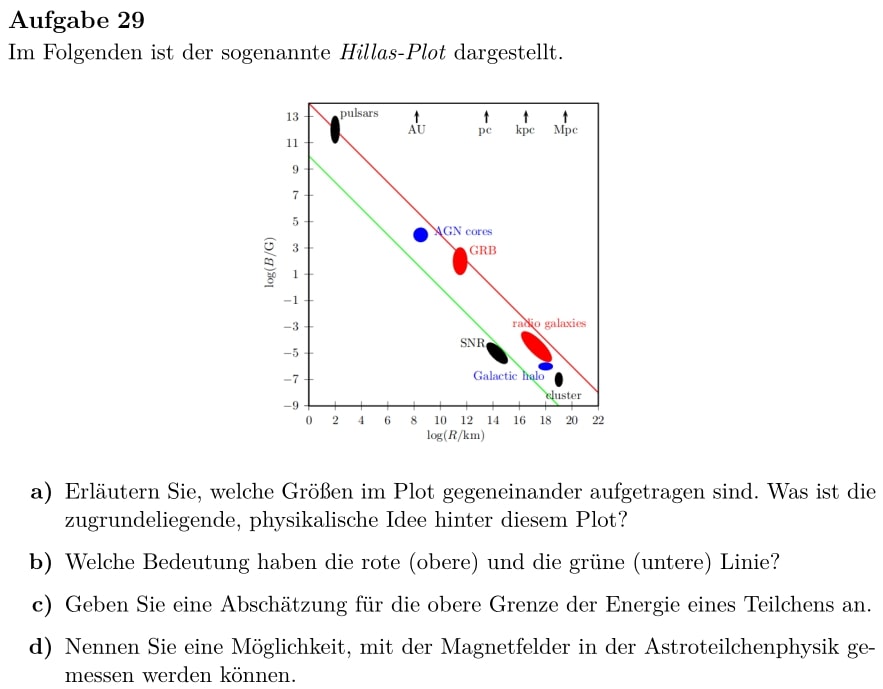 Aufgabe 29
Im Folgenden ist der sogenannte Hillas-Plot dargestellt.
13
11
9
7
5
3
1
−1
−3
−5
−7
−9
log(B/G)
pulsars
AU
pc
kpc
Mpc
AGN cores
GRB
radio galaxies
SNR
Galactic halo
cluster
0 2 4 6 8 10 12 14 16 18 20 22
log(R/km)
a) Erläutern Sie, welche Größen im Plot gegeneinander aufgetragen sind. Was ist die
zugrundeliegende, physikalische Idee hinter diesem Plot?
b) Welche Bedeutung haben die rote (obere) und die grüne (untere) Linie?
c) Geben Sie eine Abschätzung für die obere Grenze der Energie eines Teilchens an.
d) Nennen Sie eine Möglichkeit, mit der Magnetfelder in der Astroteilchenphysik ge-
messen werden können.